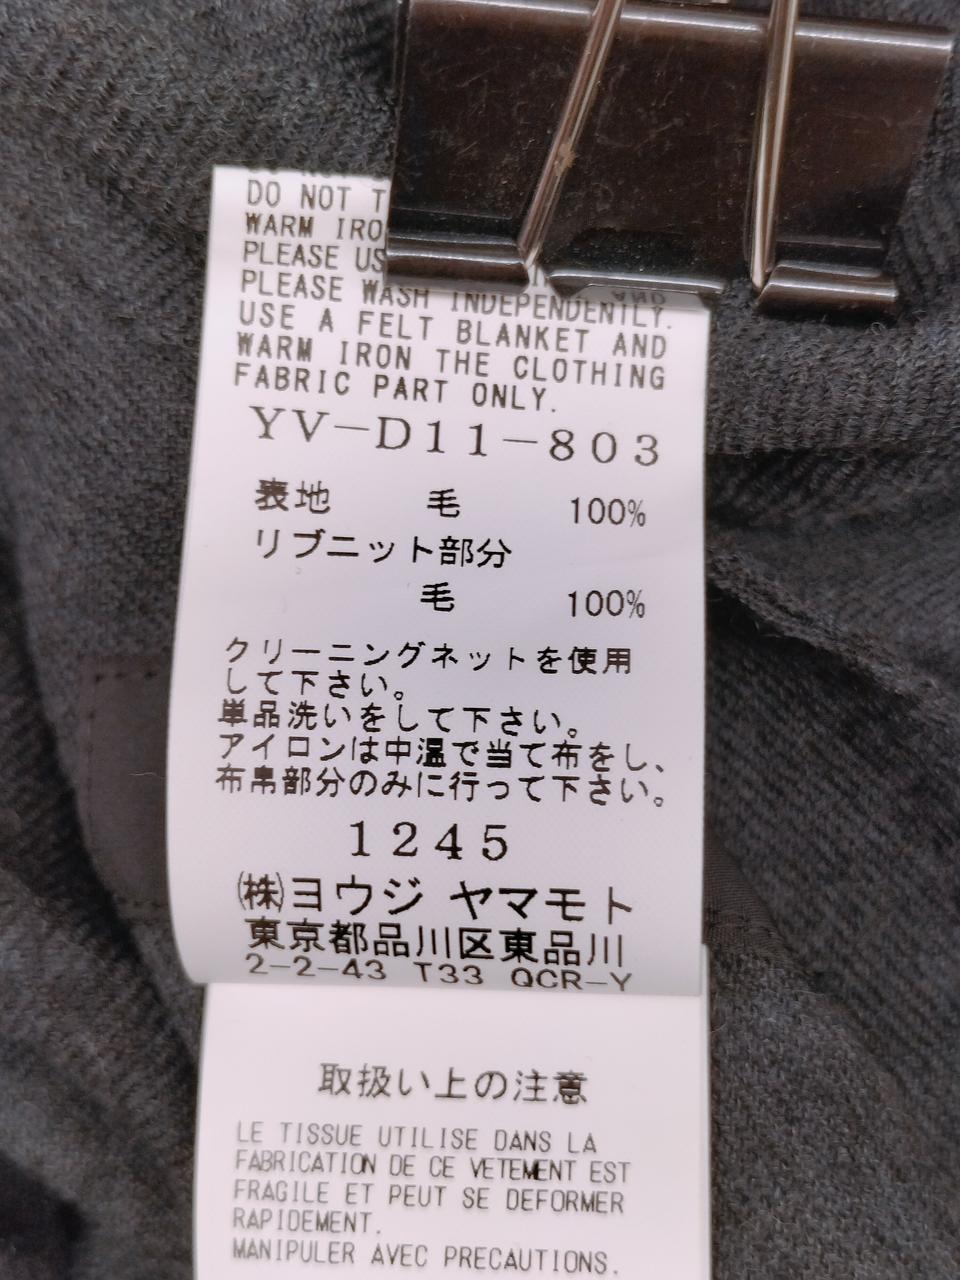 DO NOT
WARM IRO
PLEASE US
PLEASE WASH INDEPENDENTLY.
USE A FELT BLANKET AND
WARM IRON THE CLOTHING
FABRIC PART ONLY.
YV-D11-803
表地 毛 100%
リブニット部分
毛 100%
クリーニングネットを使用
して下さい。
単品洗いをして下さい。
アイロンは中温で当て布をし、
布帛部分のみに行って下さい。
1245
㈱ヨウジ ヤマモト
東京都品川区東品川
2-2-43 T33 QCR-Y
取扱い上の注意
LE TISSUE UTILISE DANS LA
FABRICATION DE CE VETEMENT EST
FRAGILE ET PEUT SE DEFORMER
RAPIDEMENT.
MANIPULER AVEC PRECAUTIONS.